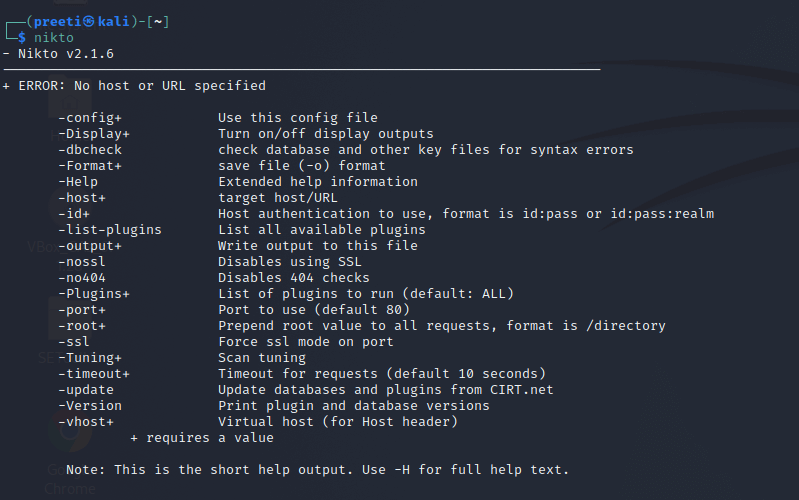 (preeti㉿kali)-[~]
$ nikto
- Nikto v2.1.6
+ ERROR: No host or URL specified
-config+ Use this config file
-Display+ Turn on/off display outputs
-dbcheck check database and other key files for syntax errors
-Format+ save file (-o) format
-Help Extended help information
-host+ target host/URL
-id+ Host authentication to use, format is id:pass or id:pass:realm
-list-plugins List all available plugins
-output+ Write output to this file
-nossl Disables using SSL
-no404 Disables 404 checks
-Plugins+ List of plugins to run (default: ALL)
-port+ Port to use (default 80)
-root+ Prepend root value to all requests, format is /directory
-ssl Force ssl mode on port
-Tuning+ Scan tuning
-timeout+ Timeout for requests (default 10 seconds)
-update Update databases and plugins from CIRT.net
-Version Print plugin and database versions
-vhost+ Virtual host (for Host header)
+ requires a value
Note: This is the short help output. Use -H for full help text.
Chrome